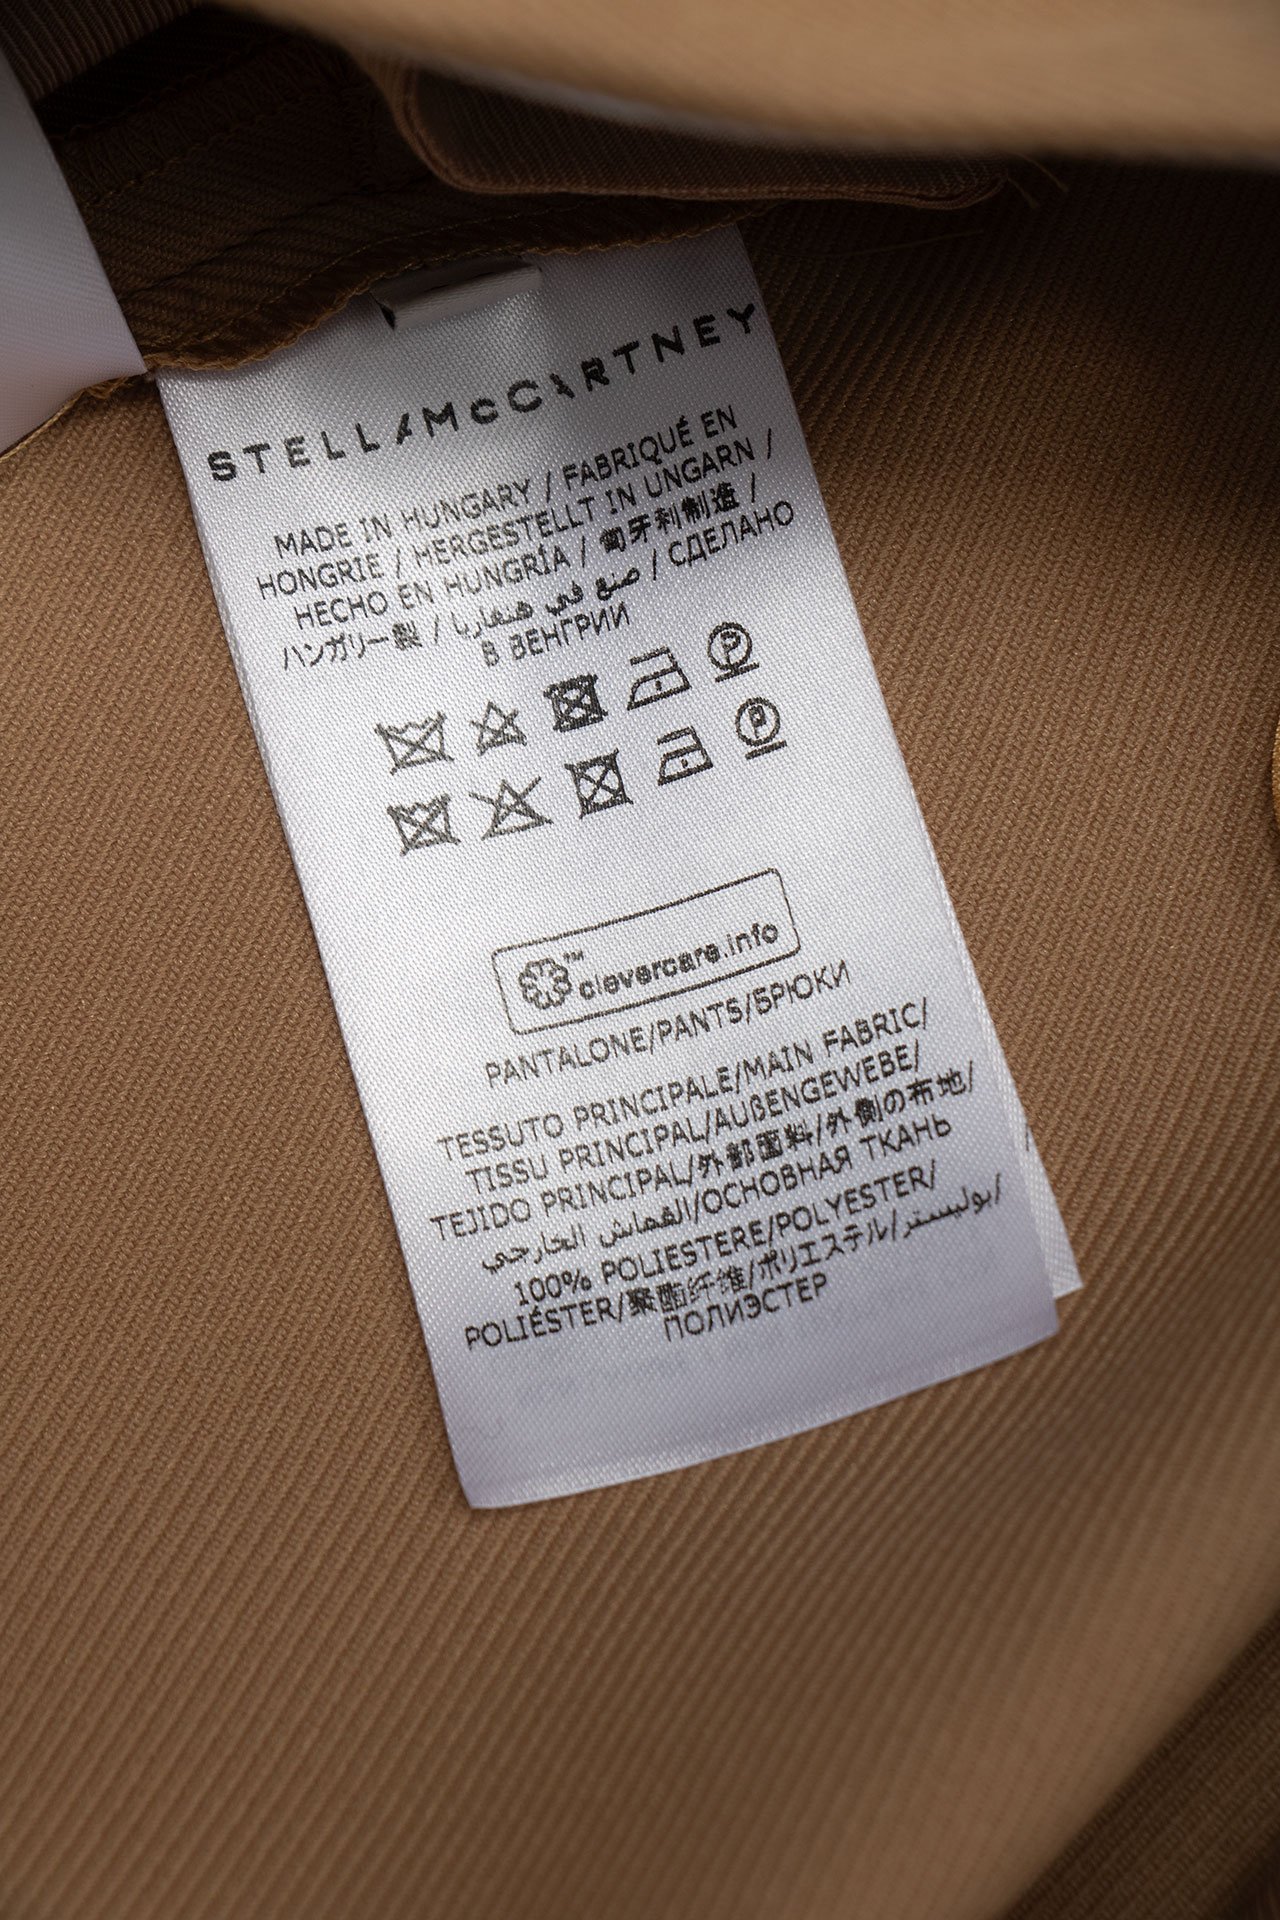 STELLA McCARTNEY
MADE IN HUNGARY / FABRIQUÉ EN
HONGRIE / HERGESTELLT IN UNGARN /
HECHO EN HUNGRÍA / 匈牙利制造 /
ハンガリー製 / صنع في هنغاريا / СДЕЛАНО
В ВЕНГРИИ
P
P
™ clevercare.info
PANTALONE/PANTS/БРЮКИ
TESSUTO PRINCIPALE/MAIN FABRIC/
TISSU PRINCIPAL/AUßENGEWEBE/
TEJIDO PRINCIPAL/外部面料/外側の布地/
القماش الخارجي/ОСНОВНАЯ ТКАНЬ
100% POLIESTERE/POLYESTER/
POLIÉSTER/聚酯纤维/ポリエステル/بوليستر/
ПОЛИЭСТЕР